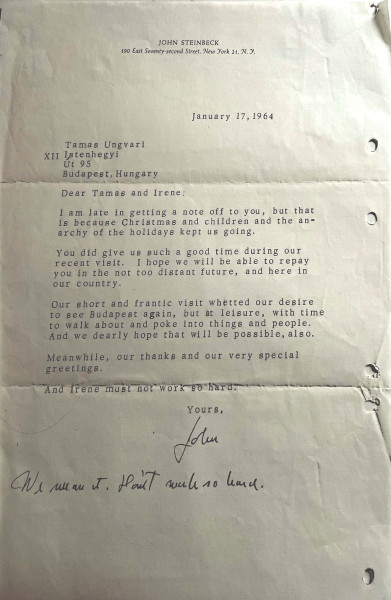 JOHN STEINBECK
190 East Seventy-second Street, New York 21, N.Y.
January 17, 1964
Tamas Ungvari
XII Istenhegyi
Ut 95
Budapest, Hungary
Dear Tamas and Irene:
I am late in getting a note off to you, but that
is because Christmas and children and the an-
archy of the holidays kept us going.
You did give us such a good time during our
recent visit. I hope we will be able to repay
you in the not too distant future, and here in
our country.
Our short and frantic visit whetted our desire
to see Budapest again, but at leisure, with time
to walk about and poke into things and people.
And we dearly hope that will be possible, also.
Meanwhile, our thanks and our very special
greetings.
And Irene must not work so hard.
Yours,
John
We mean it. Don't work so hard.